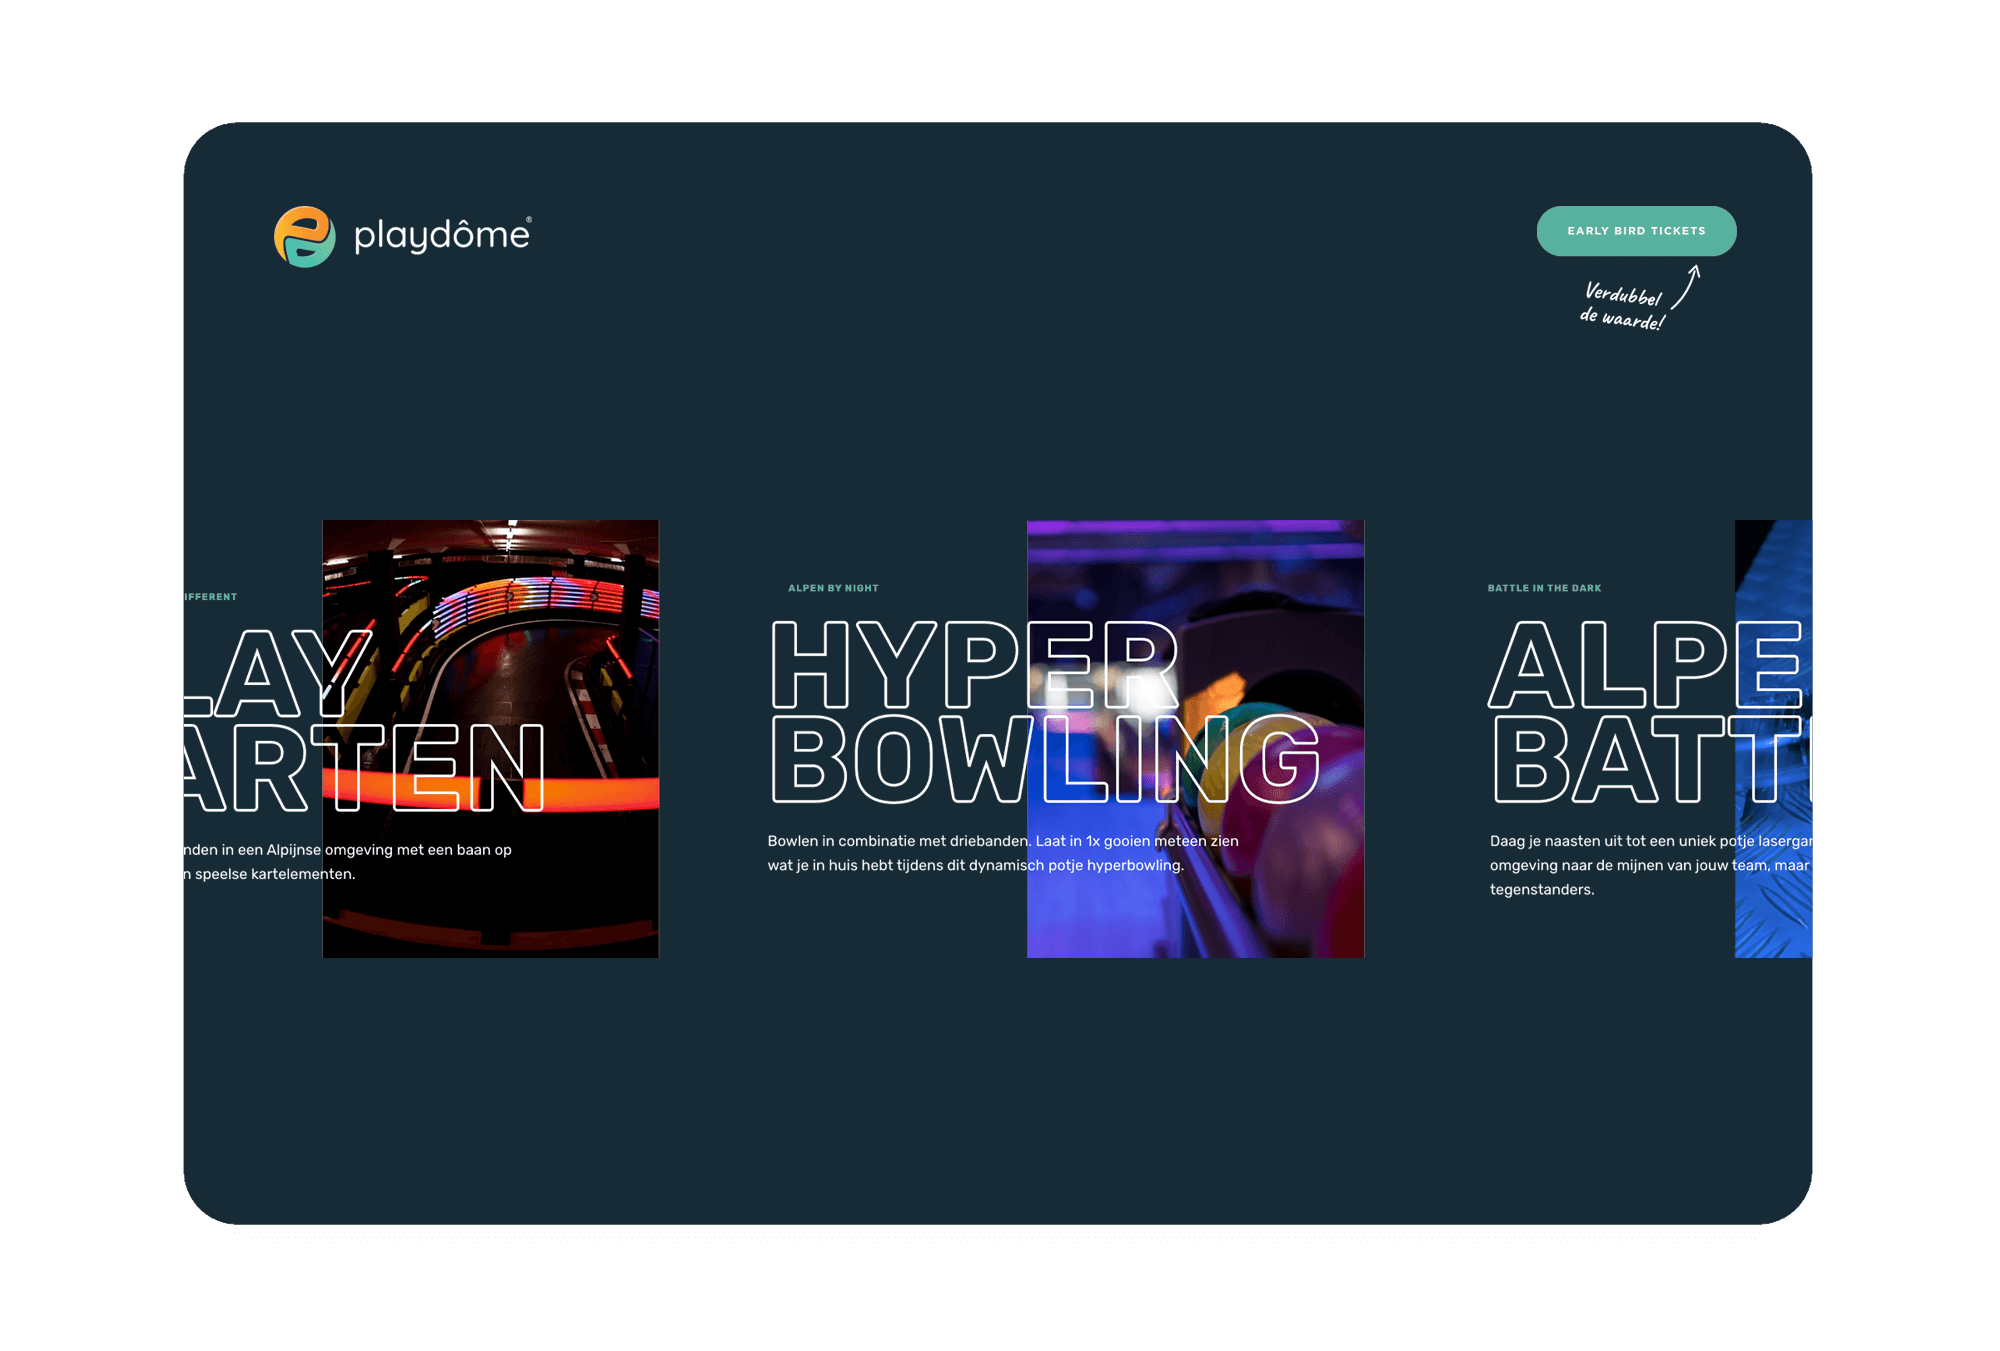 playdôme®
EARLY BIRD TICKETS
Verdubbel
de waarde!
IFFERENT
LAY
ARTEN
nden in een Alpijnse omgeving met een baan op
n speelse kartelementen.
ALPEN BY NIGHT
HYPER
BOWLING
Bowlen in combinatie met driebanden. Laat in 1x gooien meteen zien
wat je in huis hebt tijdens dit dynamisch potje hyperbowling.
BATTLE IN THE DARK
ALPE
BATT
Daag je naasten uit tot een uniek potje lasergar
omgeving naar de mijnen van jouw team, maar
tegenstanders.